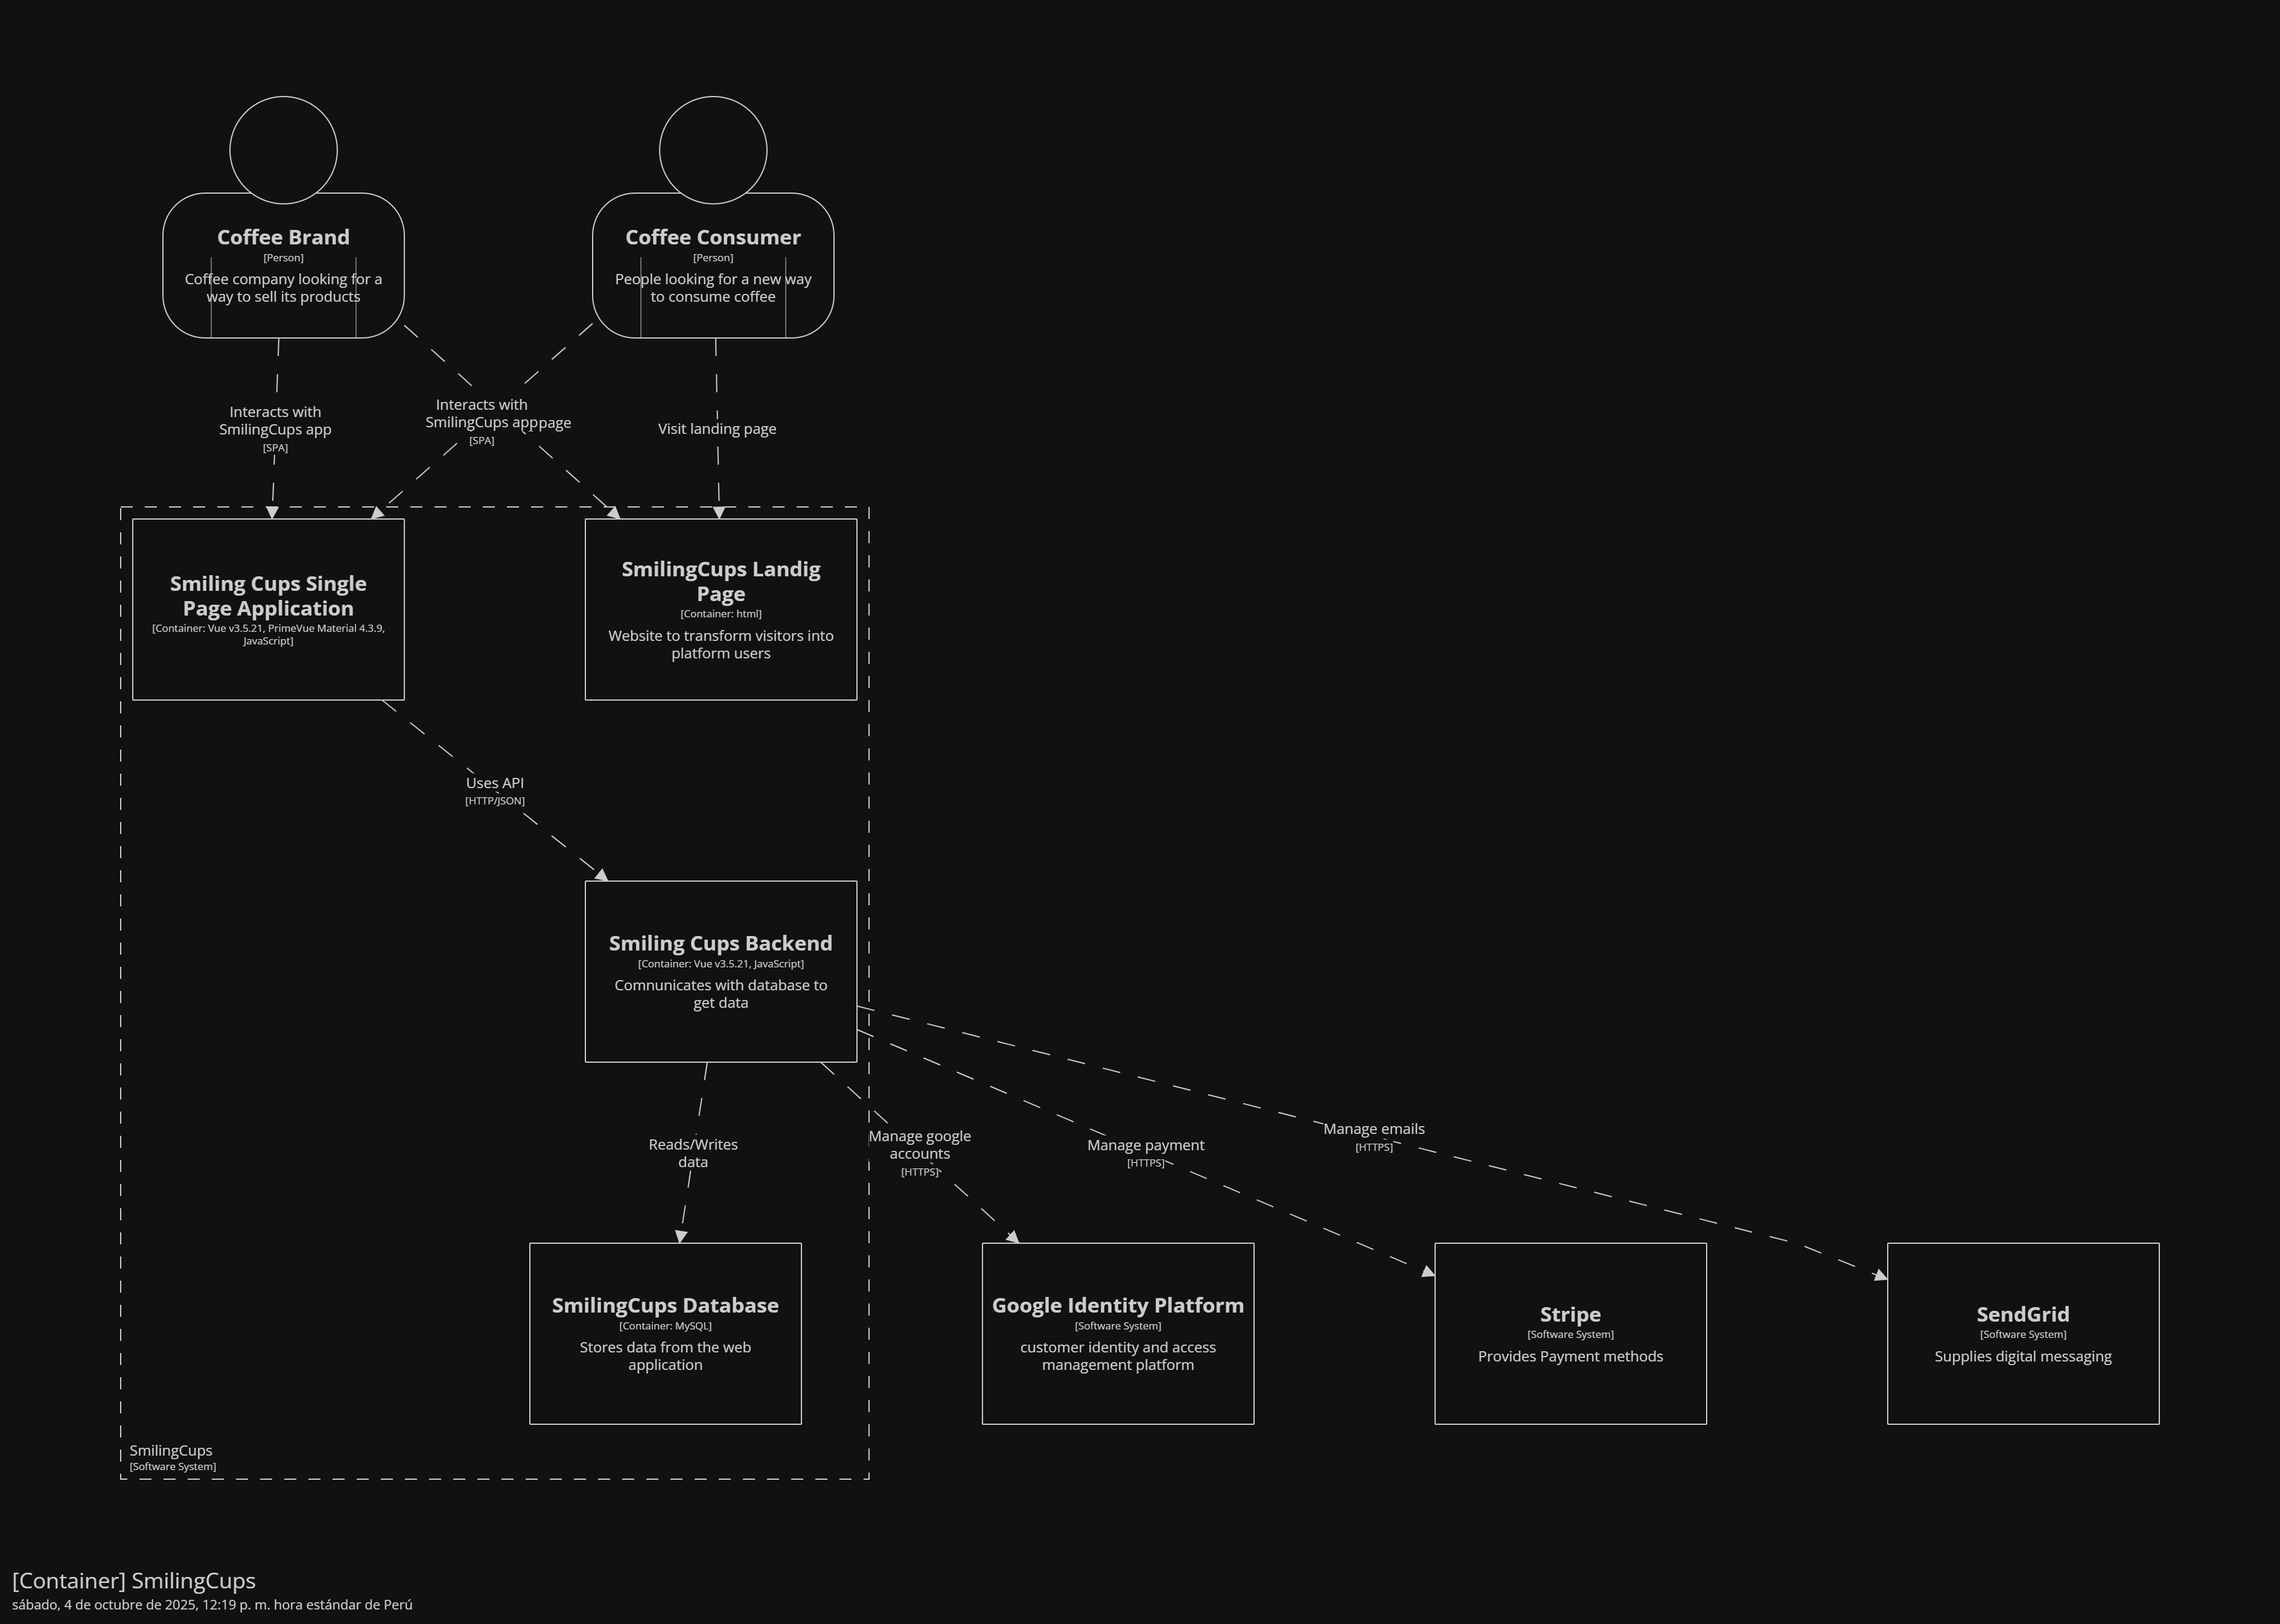 Coffee Brand
[Person]
Coffee company looking for a
way to sell its products
Coffee Consumer
[Person]
People looking for a new way
to consume coffee
Interacts with
SmilingCups app
[SPA]
Interacts with
SmilingCups app
page
[SPA]
Visit landing page
Smiling Cups Single
Page Application
[Container: Vue v3.5.21, PrimeVue Material 4.3.9,
JavaScript]
SmilingCups Landig
Page
[Container: html]
Website to transform visitors into
platform users
Uses API
[HTTP/JSON]
Smiling Cups Backend
[Container: Vue v3.5.21, JavaScript]
Comnunicates with database to
get data
Reads/Writes
data
Manage google
accounts
[HTTPS]
Manage payment
[HTTPS]
Manage emails
[HTTPS]
SmilingCups Database
[Container: MySQL]
Stores data from the web
application
Google Identity Platform
[Software System]
customer identity and access
management platform
Stripe
[Software System]
Provides Payment methods
SendGrid
[Software System]
Supplies digital messaging
SmilingCups
[Software System]
[Container] SmilingCups
sábado, 4 de octubre de 2025, 12:19 p. m. hora estándar de Perú